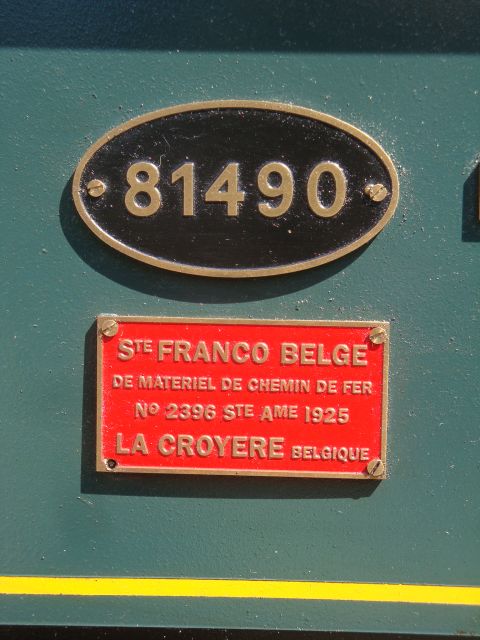 81490
STE FRANCO BELGE
DE MATERIEL DE CHEMIN DE FER
No 2396 STE AME 1925
LA CROYERE BELGIQUE